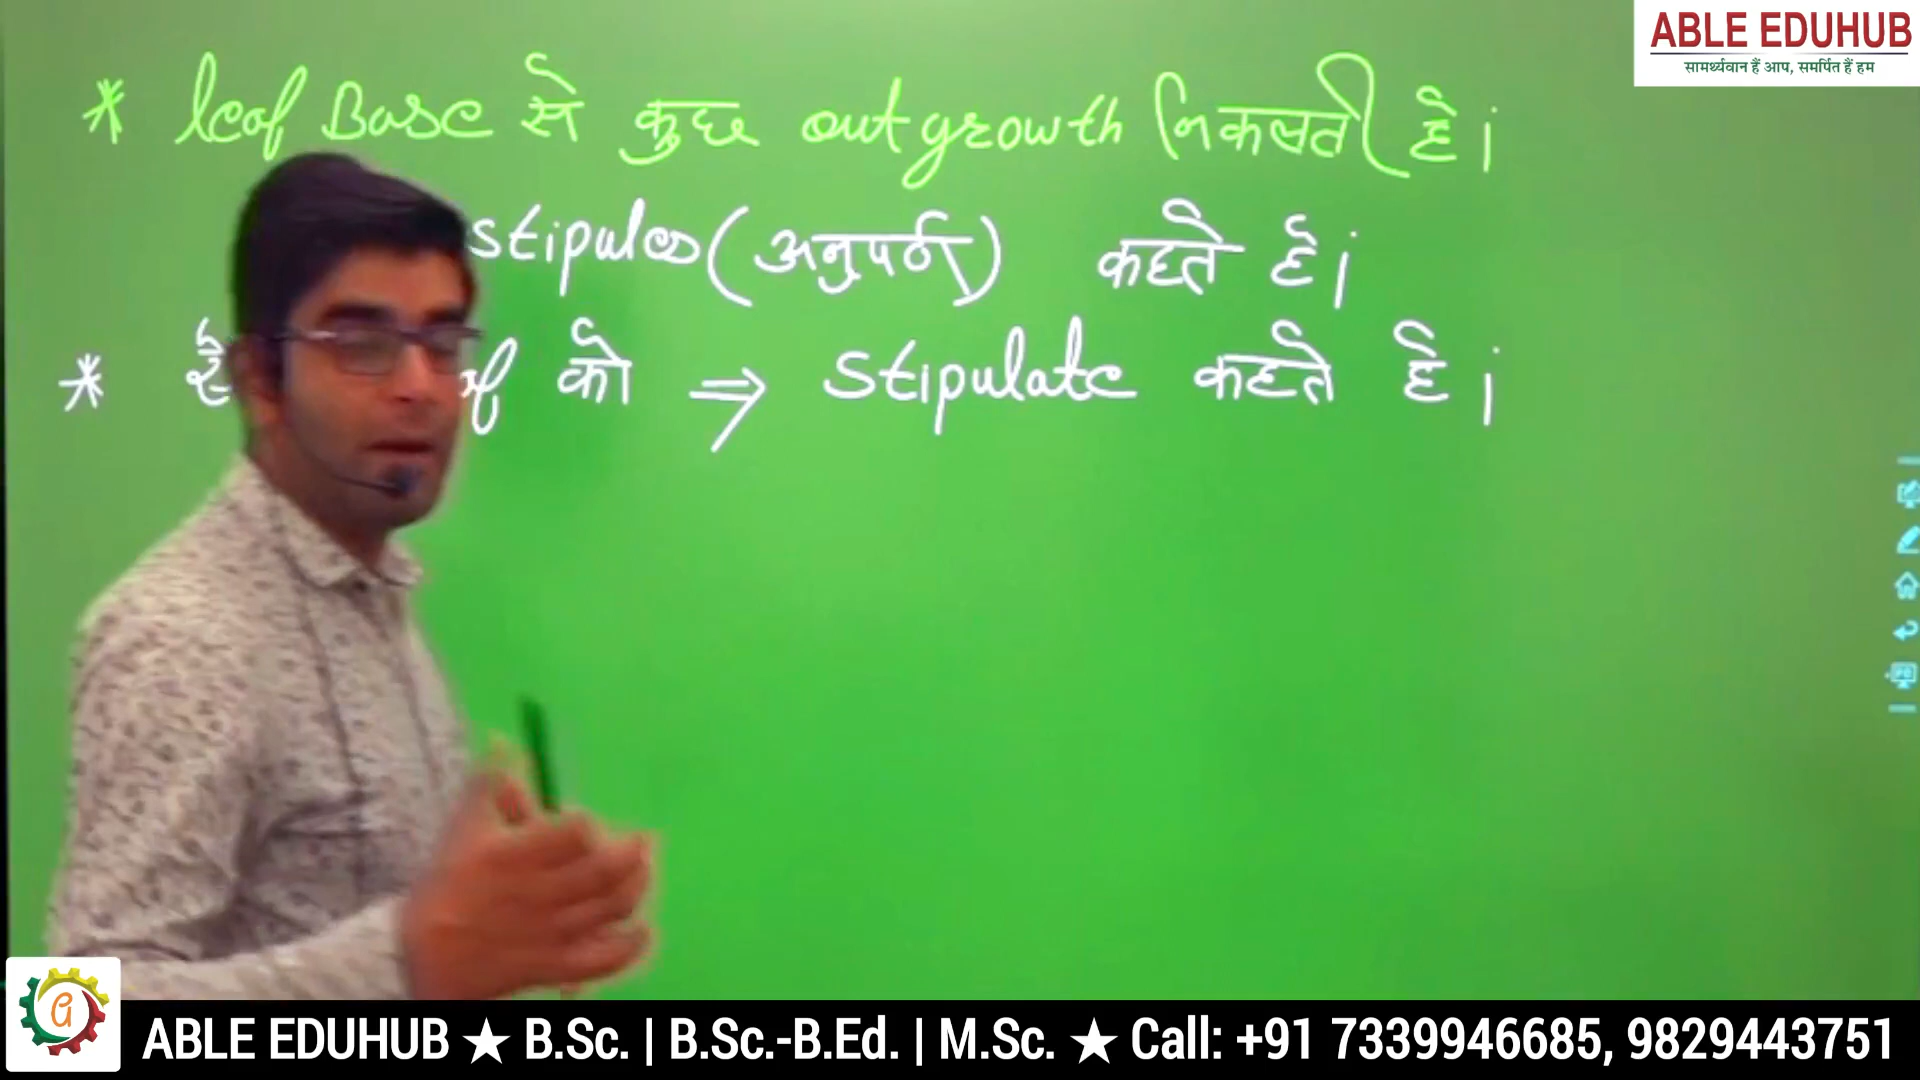 ABLE EDUHUB
सामर्थ्यवान हैं आप, समर्पित हैं हम
* leaf Base से कुछ outgrowth निकलती है।
stipules (अनुपर्ण) कहते है।
* को ⇒ Stipulate कहते है।
ABLE EDUHUB ★ B.Sc. | B.Sc.-B.Ed. | M.Sc. ★ Call: +91 7339946685, 9829443751